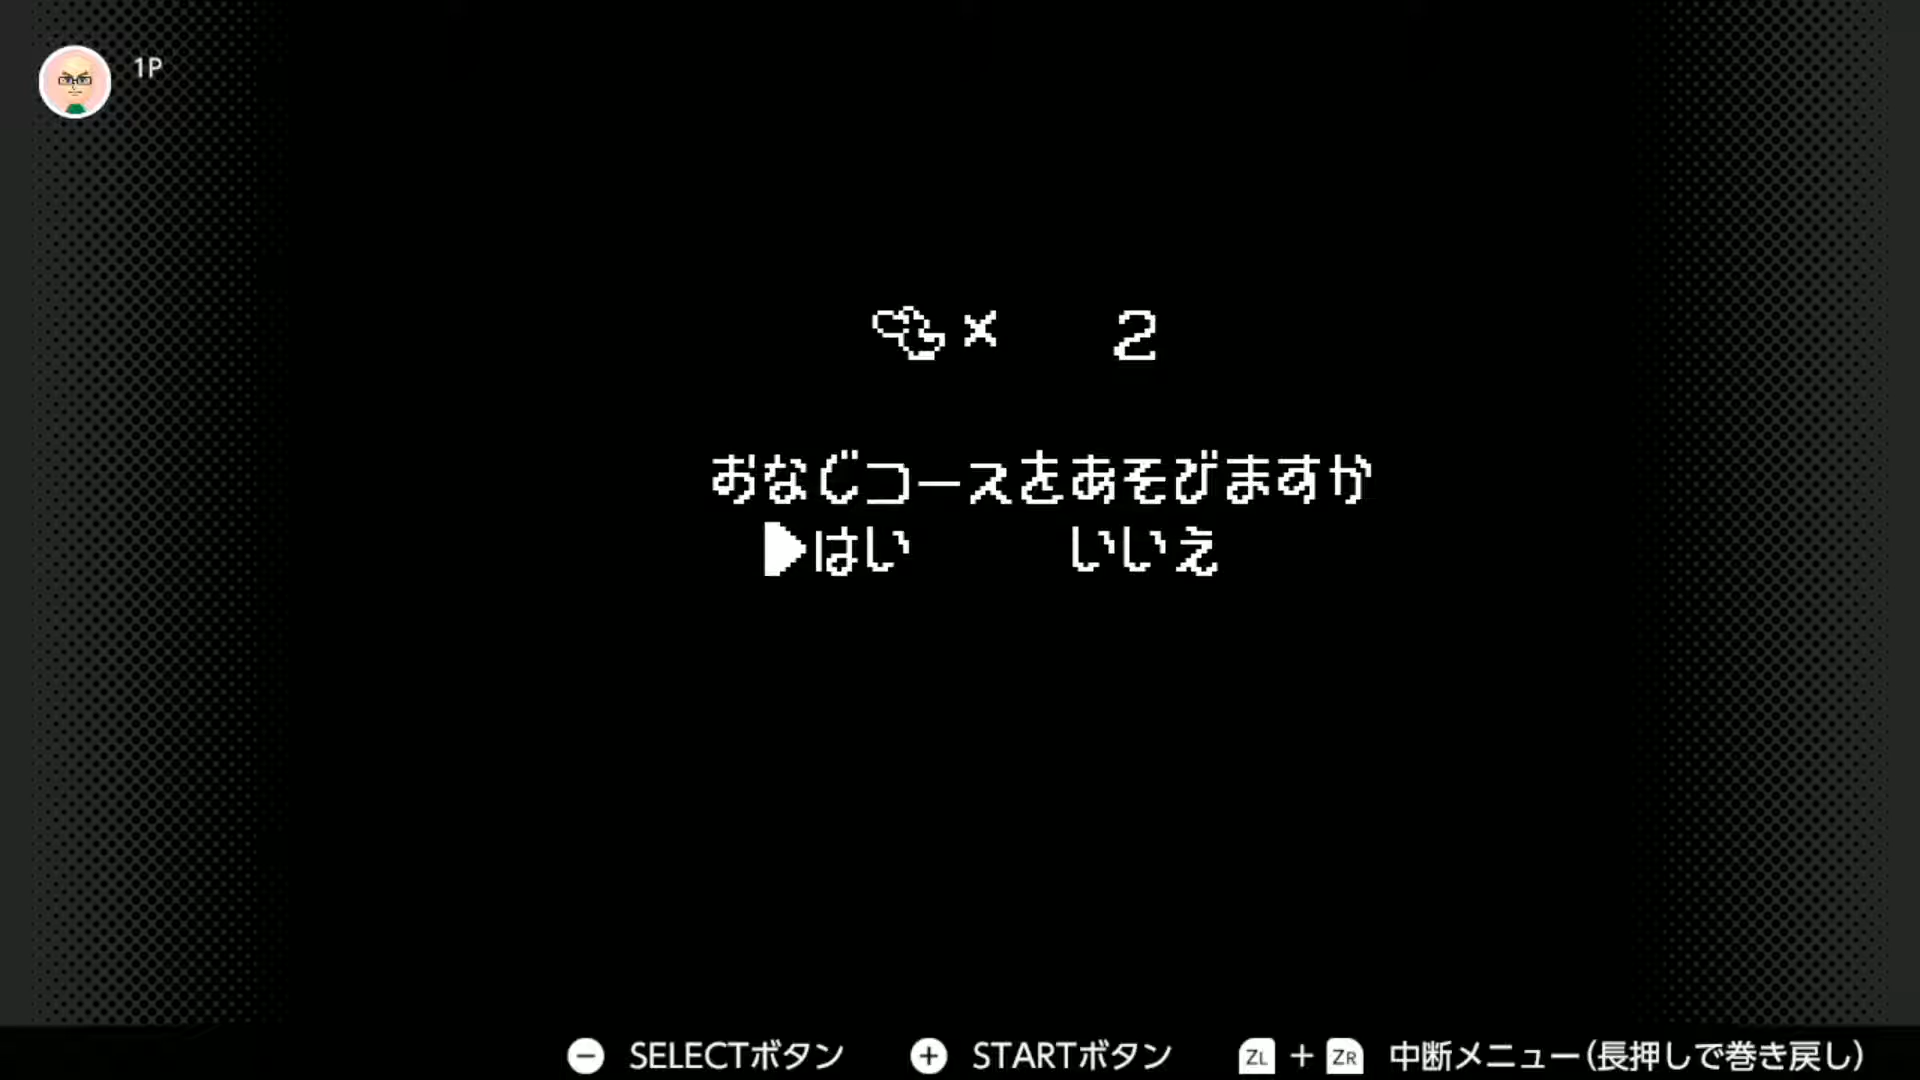 1P
× 2
おなじコースをあそびますか
▶はい いいえ
− SELECTボタン + STARTボタン ZL + ZR 中断メニュー(長押しで巻き戻し)